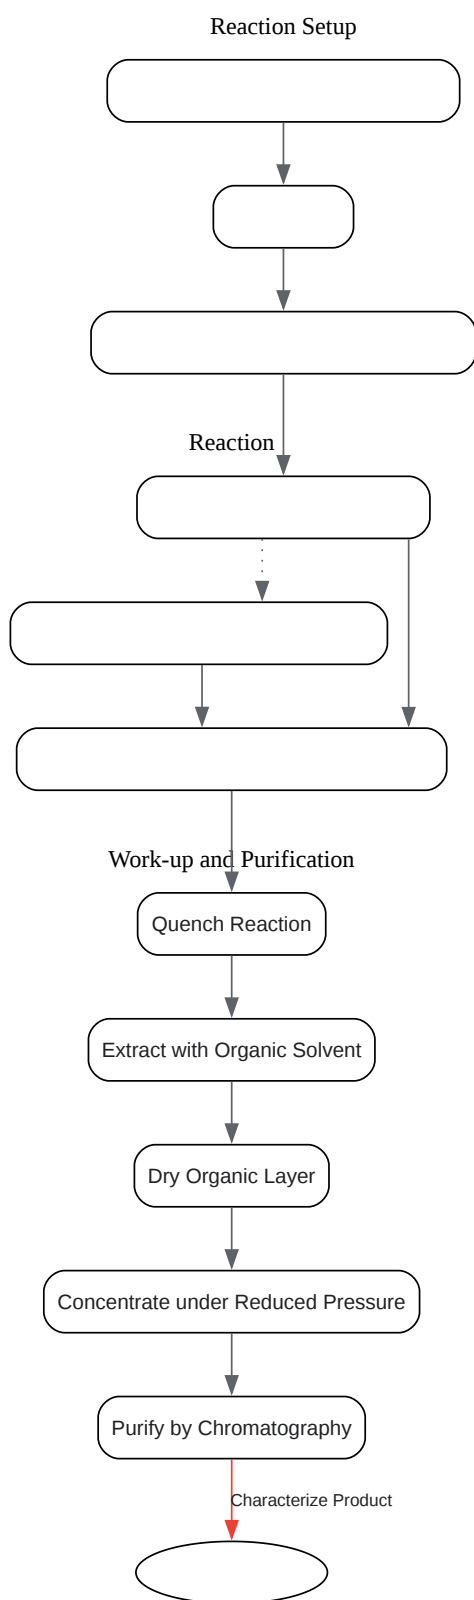 Reaction Setup
Reaction
Work-up and Purification
Quench Reaction
Extract with Organic Solvent
Dry Organic Layer
Concentrate under Reduced Pressure
Purify by Chromatography
Characterize Product